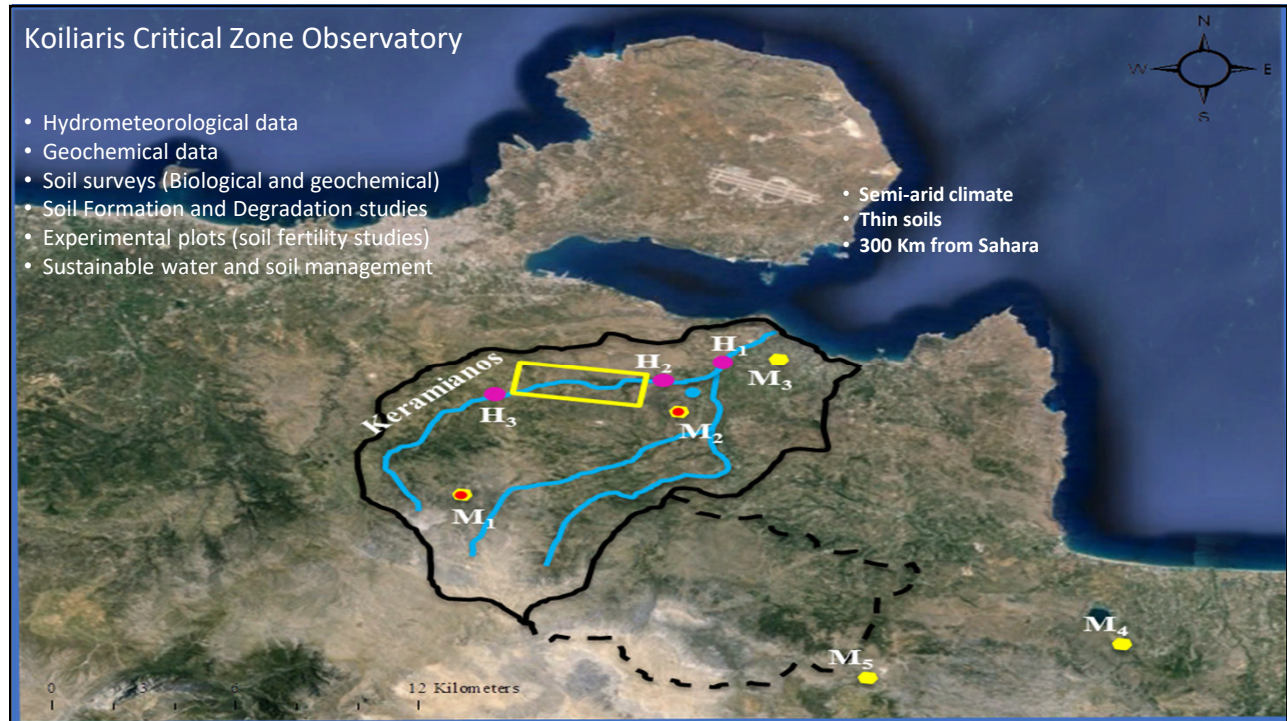 Koiliaris Critical Zone Observatory
N
W
E
S
• Hydrometeorological data
• Geochemical data
• Soil surveys (Biological and geochemical)
• Soil Formation and Degradation studies
• Experimental plots (soil fertility studies)
• Sustainable water and soil management
• Semi-arid climate
• Thin soils
• 300 Km from Sahara
Keramianos
H₁
H₂
M₃
H₃
M₂
M₁
M₄
M₅
0 3 6 12 Kilometers